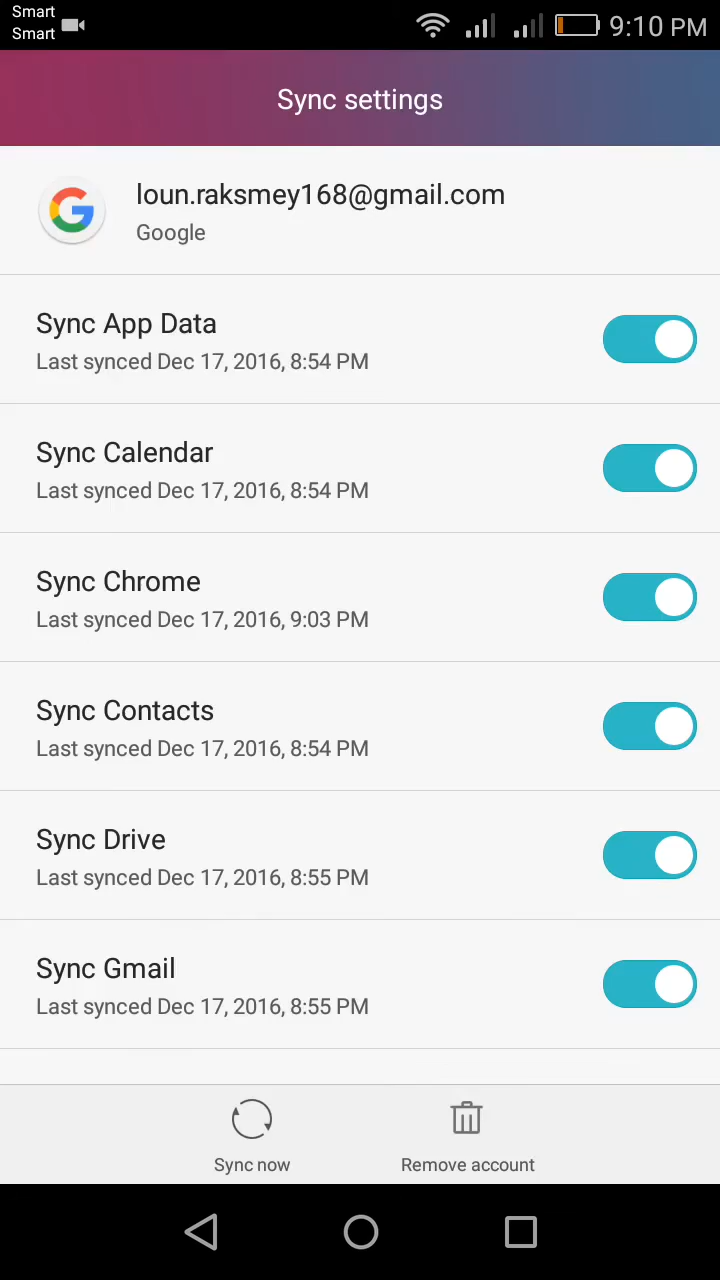 Smart
Smart
9:10 PM
Sync settings
loun.raksmey168@gmail.com
Google
Sync App Data
Last synced Dec 17, 2016, 8:54 PM
Sync Calendar
Last synced Dec 17, 2016, 8:54 PM
Sync Chrome
Last synced Dec 17, 2016, 9:03 PM
Sync Contacts
Last synced Dec 17, 2016, 8:54 PM
Sync Drive
Last synced Dec 17, 2016, 8:55 PM
Sync Gmail
Last synced Dec 17, 2016, 8:55 PM
Sync now
Remove account